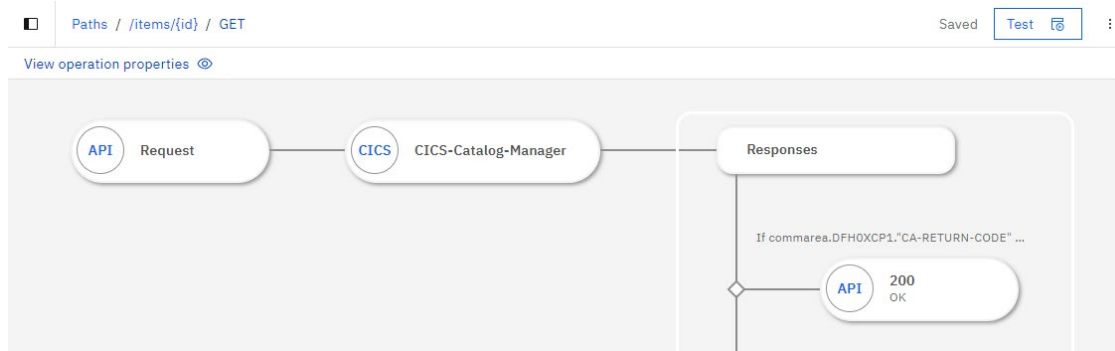 Paths / /items/{id} / GET
Saved
Test
View operation properties
API Request
CICS CICS-Catalog-Manager
Responses
If commarea.DFH0XCP1."CA-RETURN-CODE" ...
API 200
OK